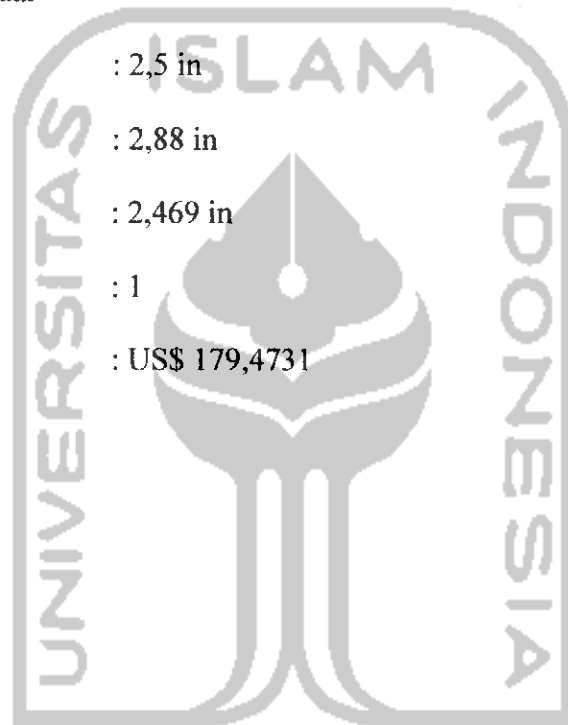 ISLAM
UNIVERSITAS
INDONESIA
: 2,5 in
: 2,88 in
: 2,469 in
: 1
: US$ 179,4731